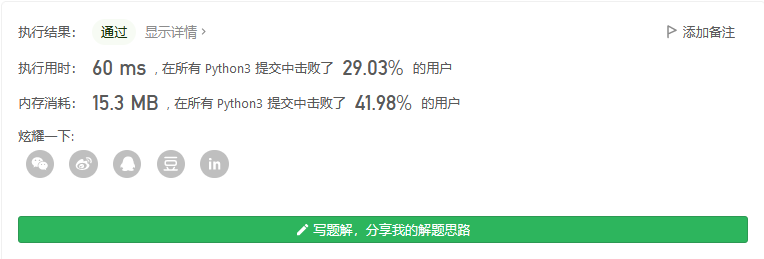 执行结果： 通过 显示详情 › 添加备注
执行用时： 60 ms , 在所有 Python3 提交中击败了 29.03% 的用户
内存消耗： 15.3 MB , 在所有 Python3 提交中击败了 41.98% 的用户
炫耀一下:
豆 in
写题解，分享我的解题思路